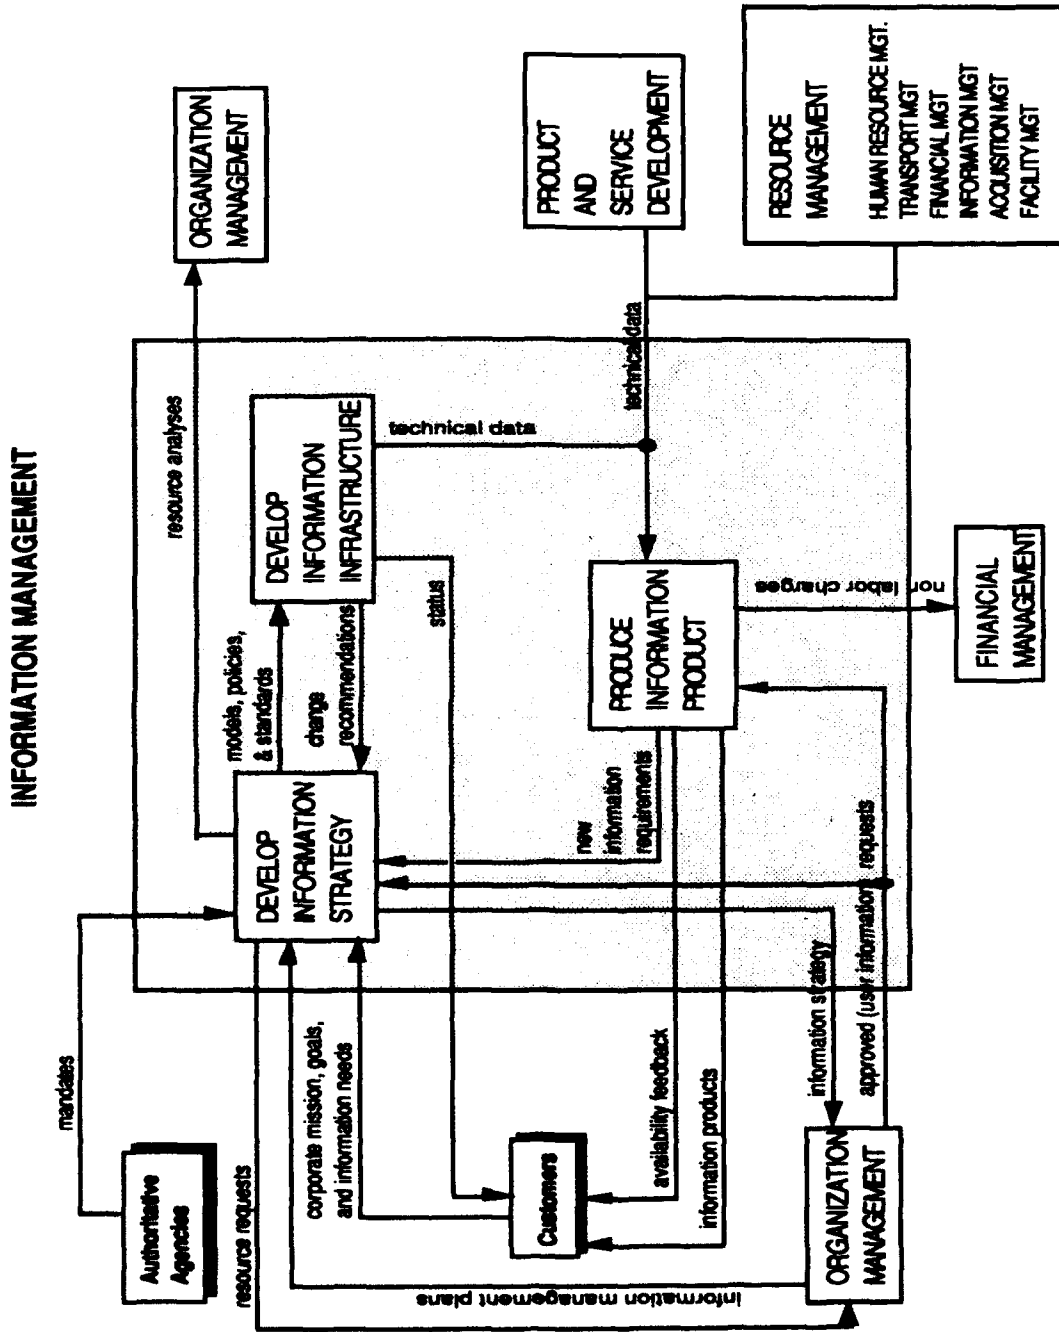 INFORMATION MANAGEMENT
mandates
Authoritative
Agencies
resource requests
corporate mission, goals,
and information needs
information management plans
Customers
availability feedback
information products
information strategy
approved (user information) requests
ORGANIZATION
MANAGEMENT
DEVELOP
INFORMATION
STRATEGY
models, policies,
& standards
change
recommendations
status
new
information
requirements
resource analyses
DEVELOP
INFORMATION
INFRASTRUCTURE
technical data
PRODUCE
INFORMATION
PRODUCT
non labor charges
FINANCIAL
MANAGEMENT
technical data
ORGANIZATION
MANAGEMENT
PRODUCT
AND
SERVICE
DEVELOPMENT
RESOURCE
MANAGEMENT
HUMAN RESOURCE MGT.
TRANSPORT MGT
FINANCIAL MGT
INFORMATION MGT
ACQUISITION MGT
FACILITY MGT